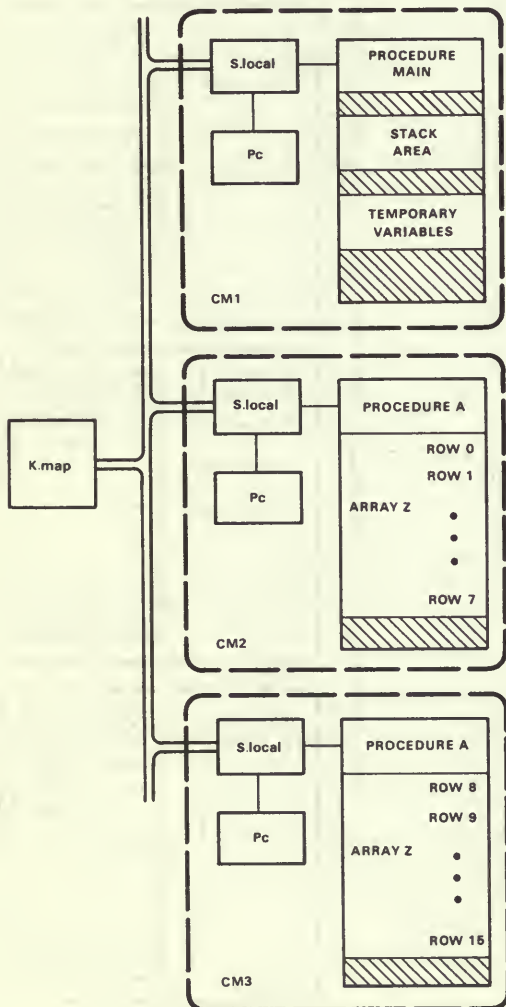 S.local
PROCEDURE
MAIN
Pc
STACK
AREA
TEMPORARY
VARIABLES
CM1
K.map
S.local
PROCEDURE A
Pc
ROW 0
ROW 1
ARRAY Z
ROW 7
CM2
S.local
PROCEDURE A
Pc
ROW 8
ROW 9
ARRAY Z
ROW 15
CM3